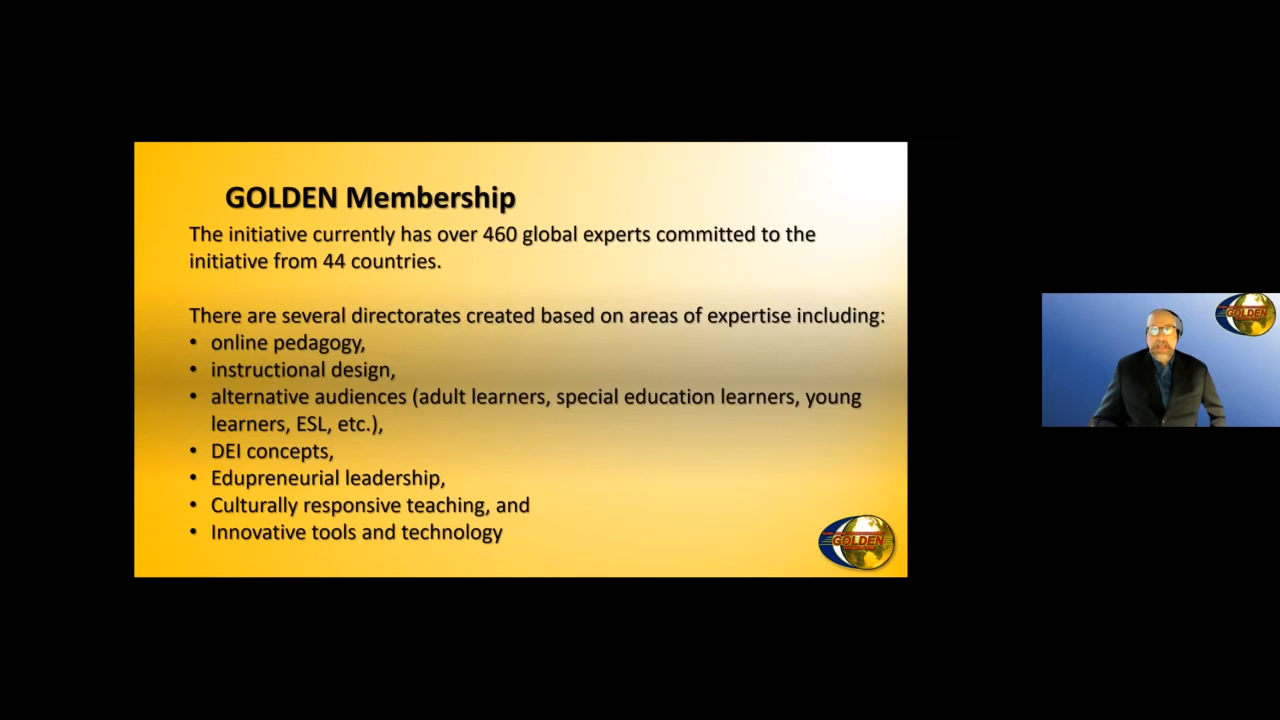 GOLDEN Membership
The initiative currently has over 460 global experts committed to the
initiative from 44 countries.
There are several directorates created based on areas of expertise including:
• online pedagogy,
• instructional design,
• alternative audiences (adult learners, special education learners, young
learners, ESL, etc.),
• DEI concepts,
• Edupreneurial leadership,
• Culturally responsive teaching, and
• Innovative tools and technology
GOLDEN
GOLDEN